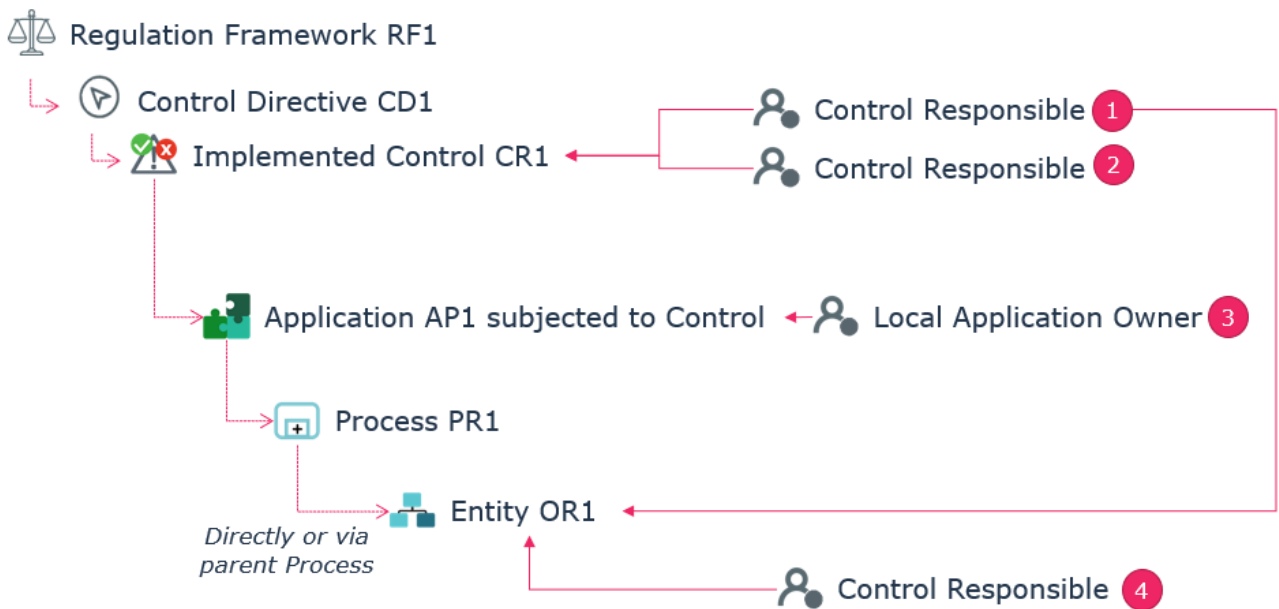 Regulation Framework RF1
Control Directive CD1
Control Responsible 1
Implemented Control CR1
Control Responsible 2
Application AP1 subjected to Control
Local Application Owner 3
Process PR1
Entity OR1
Directly or via
parent Process
Control Responsible 4